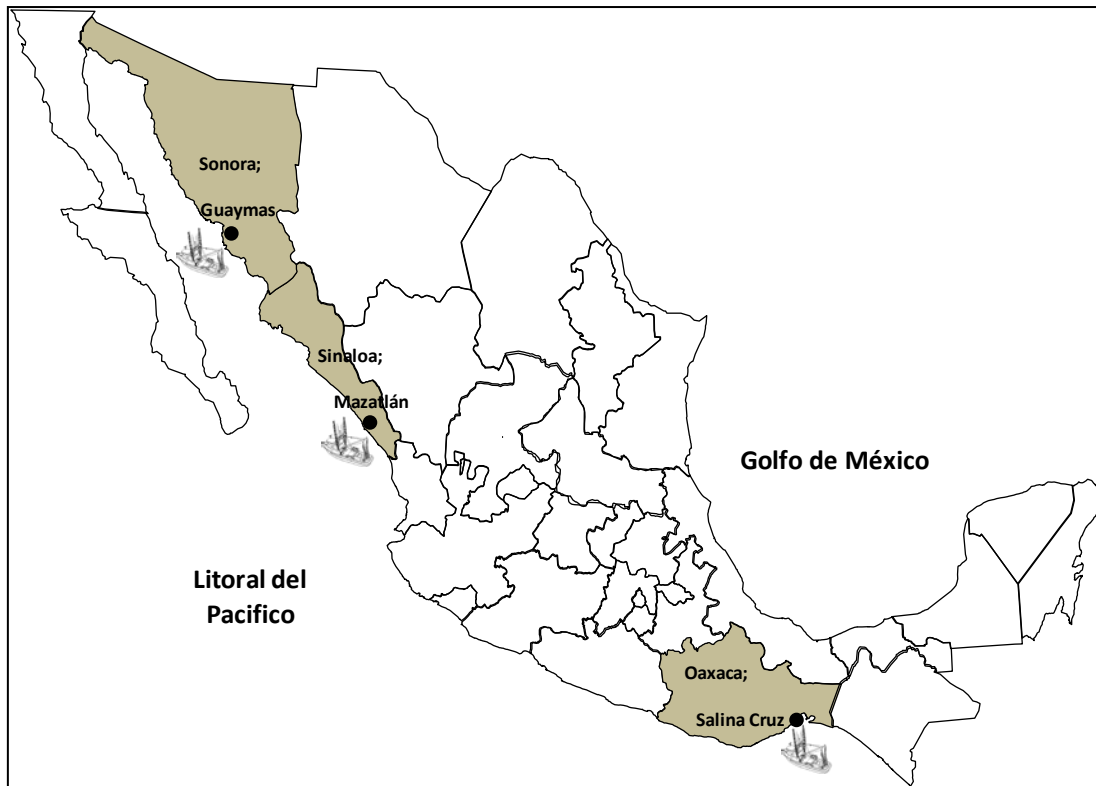 Sonora;
Guaymas
Sinaloa;
Mazatlán
Golfo de México
Litoral del
Pacifico
Oaxaca;
Salina Cruz